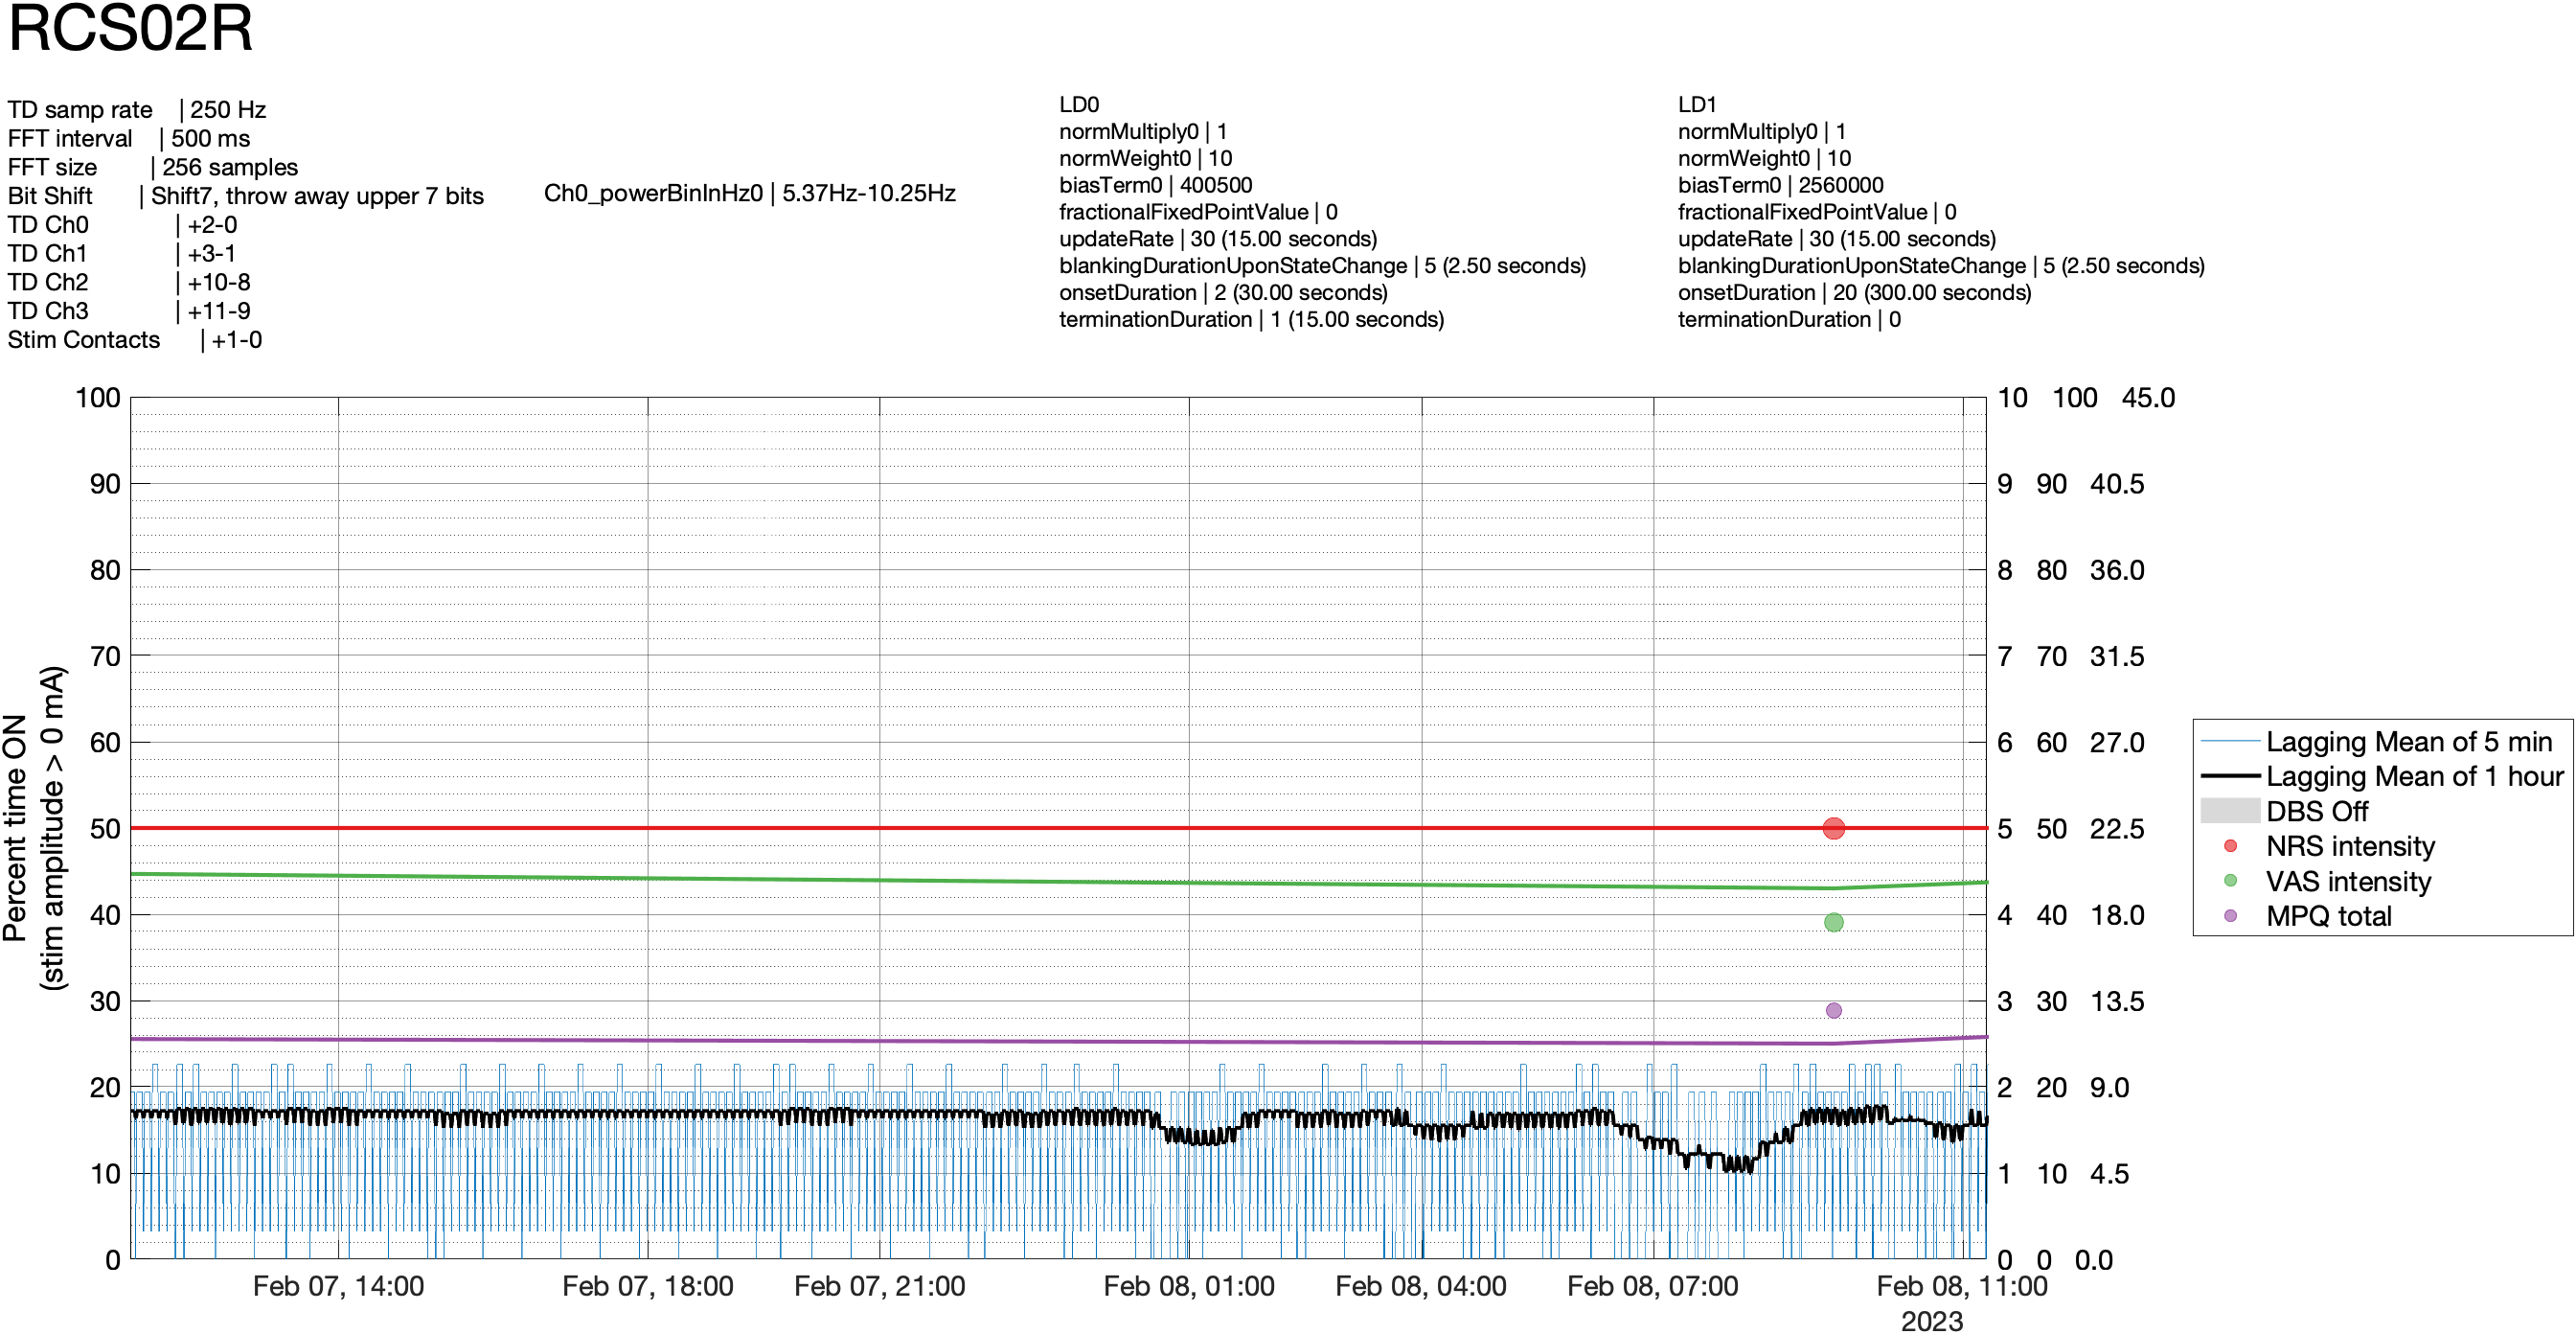 RCS02R
TD samp rate | 250 Hz
FFT interval | 500 ms
FFT size | 256 samples
Bit Shift | Shift7, throw away upper 7 bits
TD Ch0 | +2-0
TD Ch1 | +3-1
TD Ch2 | +10-8
TD Ch3 | +11-9
Stim Contacts | +1-0
Ch0_powerBinInHz0 | 5.37Hz-10.25Hz
LD0
normMultiply0 | 1
normWeight0 | 10
biasTerm0 | 400500
fractionalFixedPointValue | 0
updateRate | 30 (15.00 seconds)
blankingDurationUponStateChange | 5 (2.50 seconds)
onsetDuration | 2 (30.00 seconds)
terminationDuration | 1 (15.00 seconds)
LD1
normMultiply0 | 1
normWeight0 | 10
biasTerm0 | 2560000
fractionalFixedPointValue | 0
updateRate | 30 (15.00 seconds)
blankingDurationUponStateChange | 5 (2.50 seconds)
onsetDuration | 20 (300.00 seconds)
terminationDuration | 0
Percent time ON
(stim amplitude > 0 mA)
100
90
80
70
60
50
40
30
20
10
0
10 100 45.0
9 90 40.5
8 80 36.0
7 70 31.5
6 60 27.0
5 50 22.5
4 40 18.0
3 30 13.5
2 20 9.0
1 10 4.5
0 0 0.0
Feb 07, 14:00
Feb 07, 18:00
Feb 07, 21:00
Feb 08, 01:00
Feb 08, 04:00
Feb 08, 07:00
Feb 08, 11:00
2023
Lagging Mean of 5 min
Lagging Mean of 1 hour
DBS Off
NRS intensity
VAS intensity
MPQ total